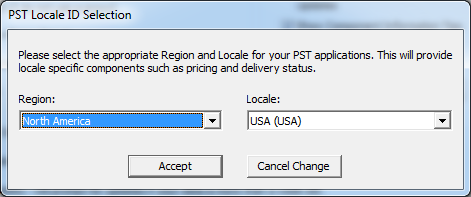 PST Locale ID Selection
Please select the appropriate Region and Locale for your PST applications. This will provide
locale specific components such as pricing and delivery status.
Region: Locale:
North America USA (USA)
Accept Cancel Change